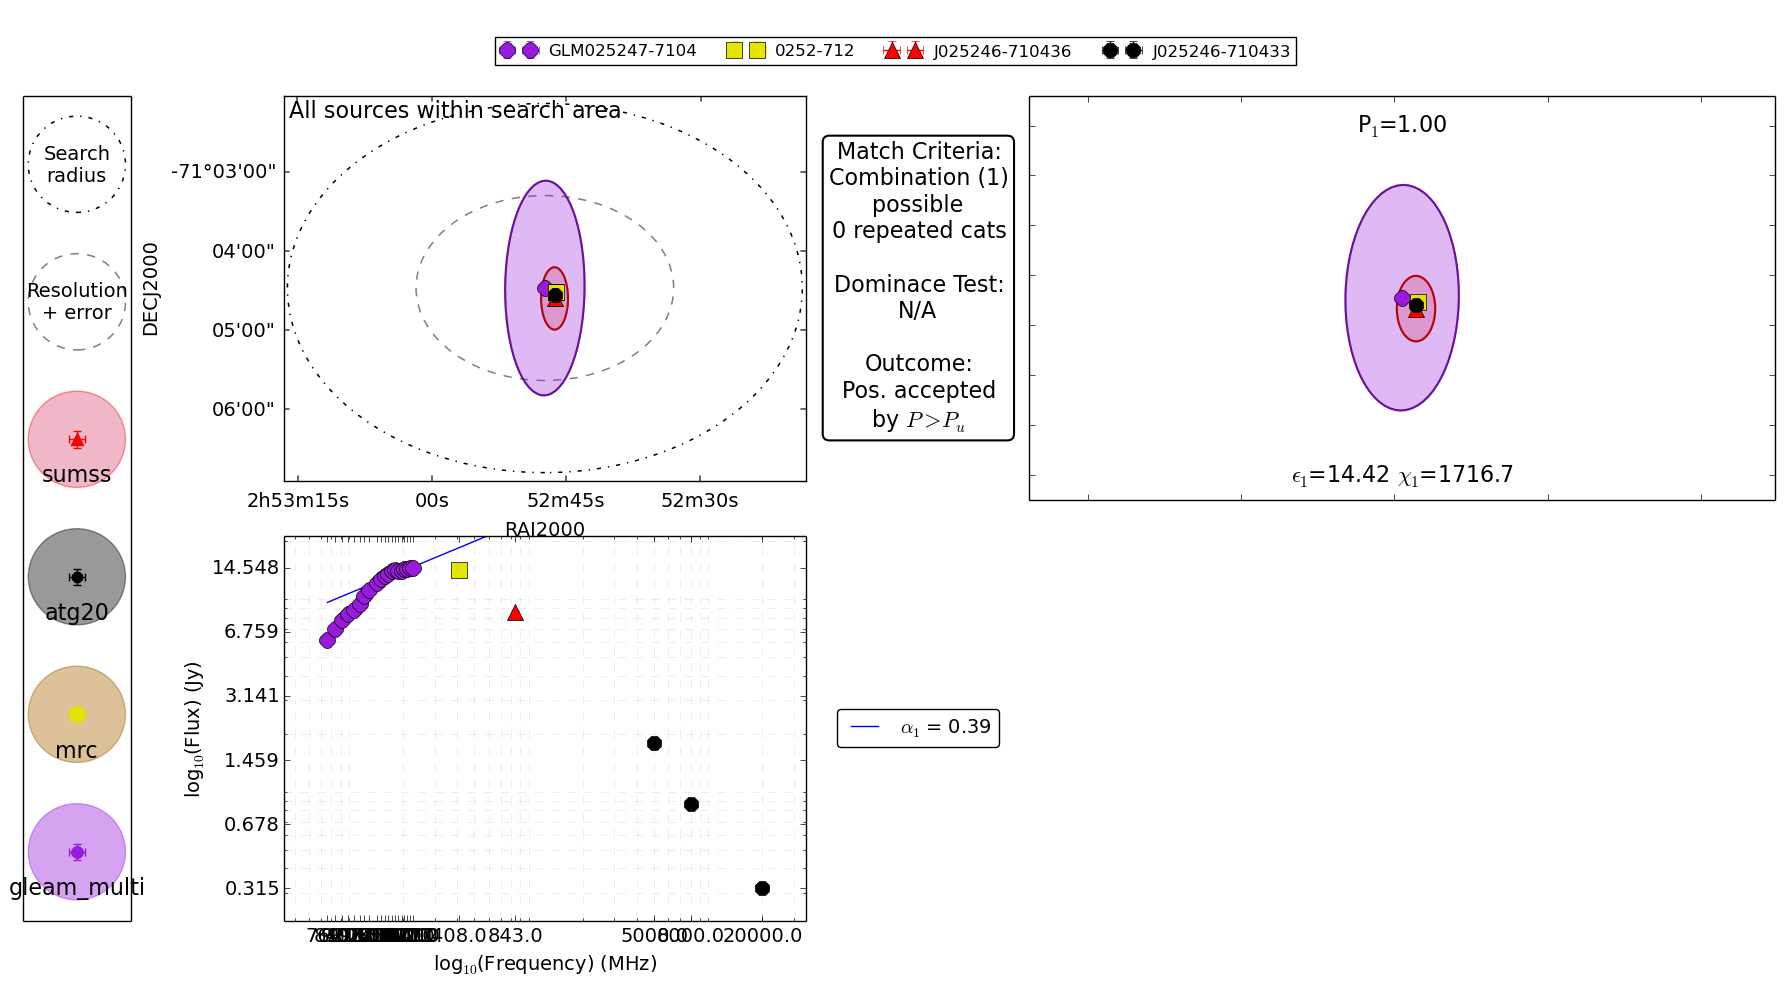 GLM025247-7104 0252-712 J025246-710436 J025246-710433
Search
radius
Resolution
+ error
sumss
atg20
mrc
gleam_multi
All sources within search area
DECJ2000
-71°03'00"
04'00"
05'00"
06'00"
2h53m15s 00s 52m45s 52m30s
RAJ2000
Match Criteria:
Combination (1)
possible
0 repeated cats
Dominace Test:
N/A
Outcome:
Pos. accepted
by P>Pu
P1=1.00
ϵ1=14.42 χ1=1716.7
log10(Flux) (Jy)
14.548
6.759
3.141
1.459
0.678
0.315
408.0 843.0 5000.0 8000.0 20000.0
log10(Frequency) (MHz)
α1 = 0.39